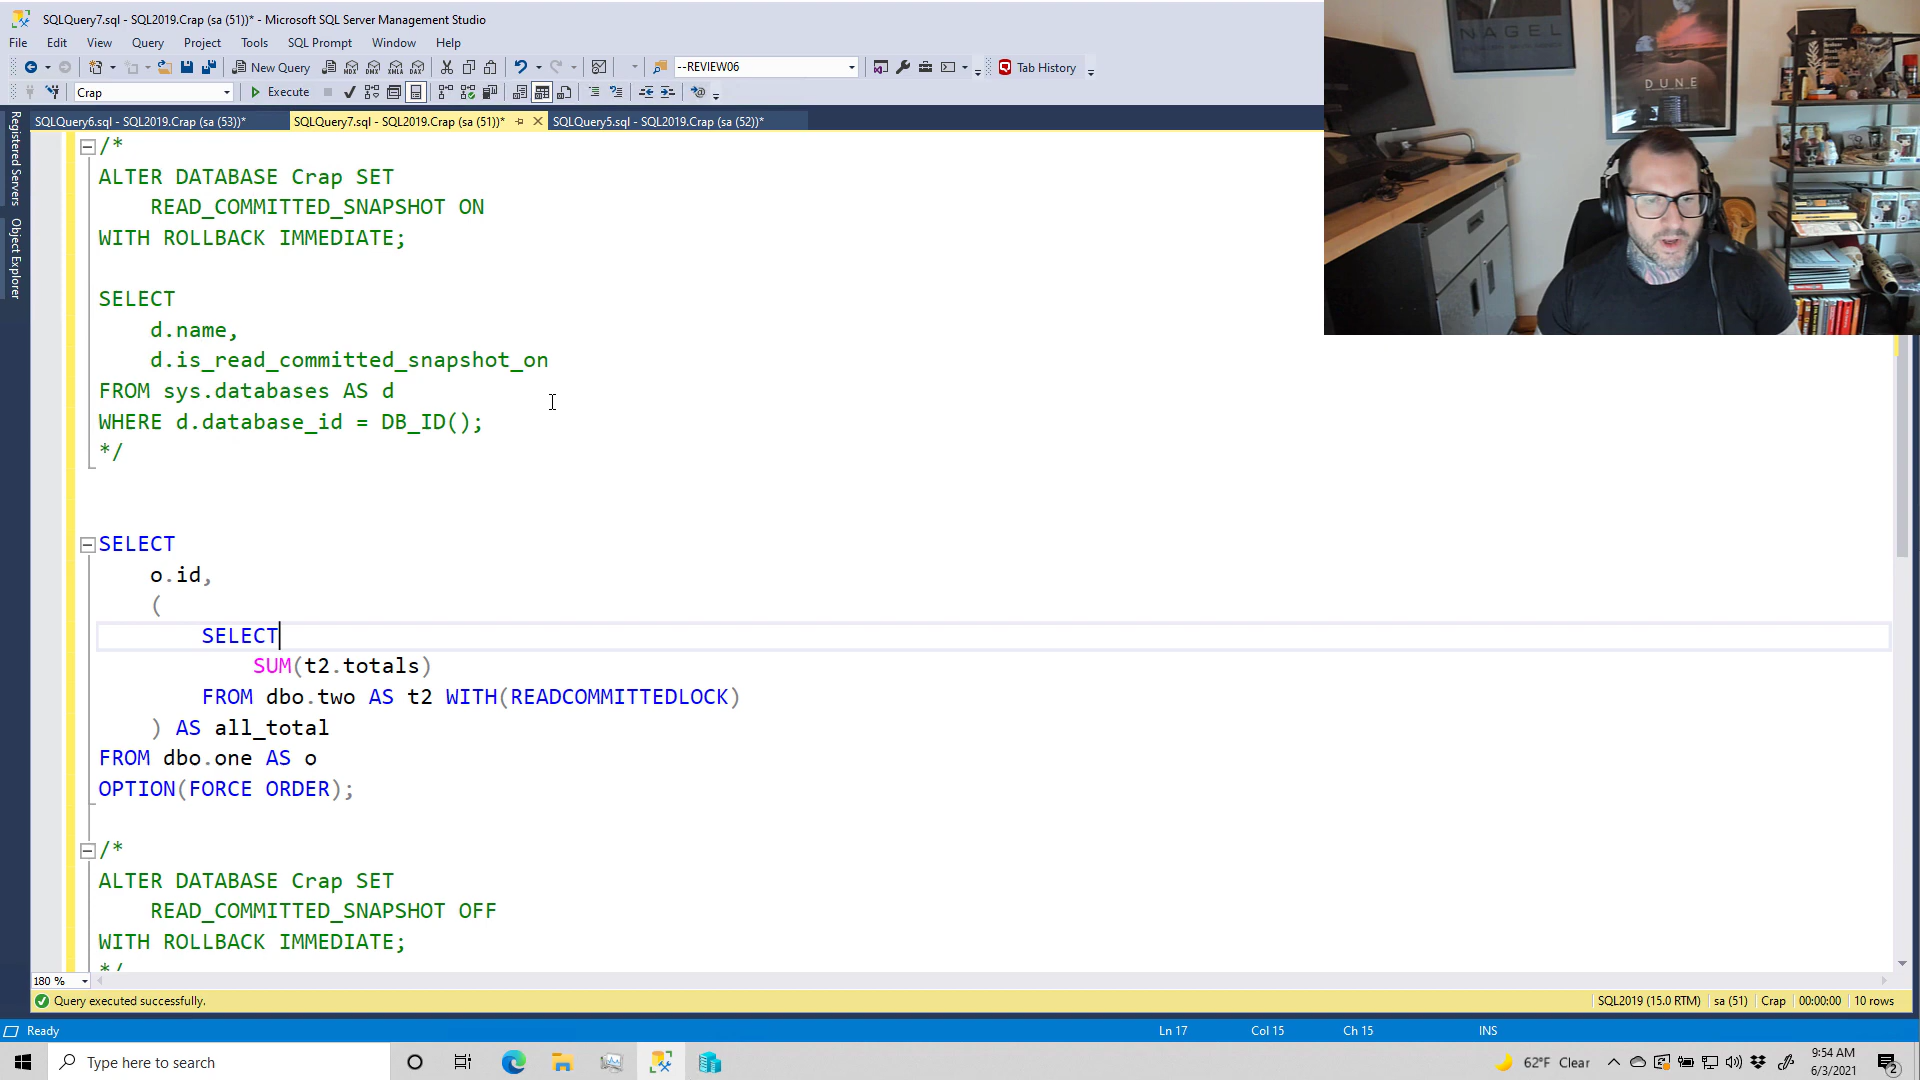 SQLQuery7.sql - SQL2019.Crap (sa (51))* - Microsoft SQL Server Management Studio
File Edit View Query Project Tools SQL Prompt Window Help
New Query MDX DMX XMLA DAX --REVIEW06 Tab History
Crap Execute
SQLQuery6.sql - SQL2019.Crap (sa (53))* SQLQuery7.sql - SQL2019.Crap (sa (51))* SQLQuery5.sql - SQL2019.Crap (sa (52))*
Registered Servers
Object Explorer
/*
ALTER DATABASE Crap SET
READ_COMMITTED_SNAPSHOT ON
WITH ROLLBACK IMMEDIATE;
SELECT
d.name,
d.is_read_committed_snapshot_on
FROM sys.databases AS d
WHERE d.database_id = DB_ID();
*/
SELECT
o.id,
(
SELECT
SUM(t2.totals)
FROM dbo.two AS t2 WITH(READCOMMITTEDLOCK)
) AS all_total
FROM dbo.one AS o
OPTION(FORCE ORDER);
/*
ALTER DATABASE Crap SET
READ_COMMITTED_SNAPSHOT OFF
WITH ROLLBACK IMMEDIATE;
*/
180 %
Query executed successfully. SQL2019 (15.0 RTM) sa (51) Crap 00:00:00 10 rows
Ready Ln 17 Col 15 Ch 15 INS
Type here to search 62°F Clear 9:54 AM
6/3/2021 2
NAGEL
DUNE